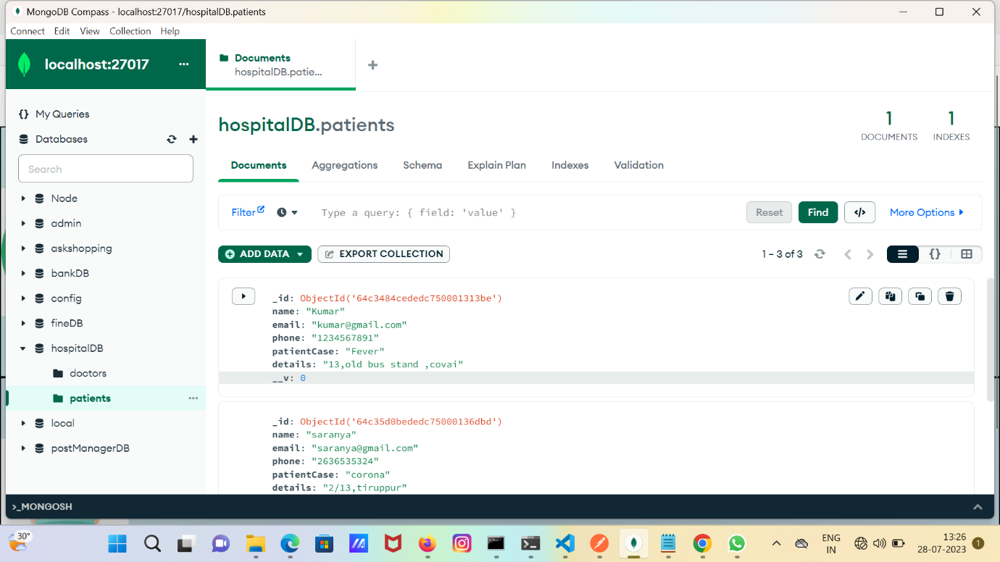 MongoDB Compass - localhost:27017/hospitalDB.patients
Connect Edit View Collection Help
localhost:27017 ...
Documents
hospitalDB.patie...
My Queries
Databases
Search
Node
admin
askshopping
bankDB
config
fineDB
hospitalDB
doctors
patients
local
postManagerDB
hospitalDB.patients
1 DOCUMENTS
1 INDEXES
Documents Aggregations Schema Explain Plan Indexes Validation
Filter Type a query: { field: 'value' } Reset Find </> More Options
ADD DATA EXPORT COLLECTION 1 – 3 of 3 {}
_id: ObjectId('64c3484cededc750001313be')
name: "Kumar"
email: "kumar@gmail.com"
phone: "1234567891"
patientCase: "Fever"
details: "13,old bus stand ,covai"
__v: 0
_id: ObjectId('64c35d0bededc75000136dbd')
name: "saranya"
email: "saranya@gmail.com"
phone: "2636535324"
patientCase: "corona"
details: "2/13,tiruppur"
>_MONGOSH
30°
ENG
IN
13:26
28-07-2023
1